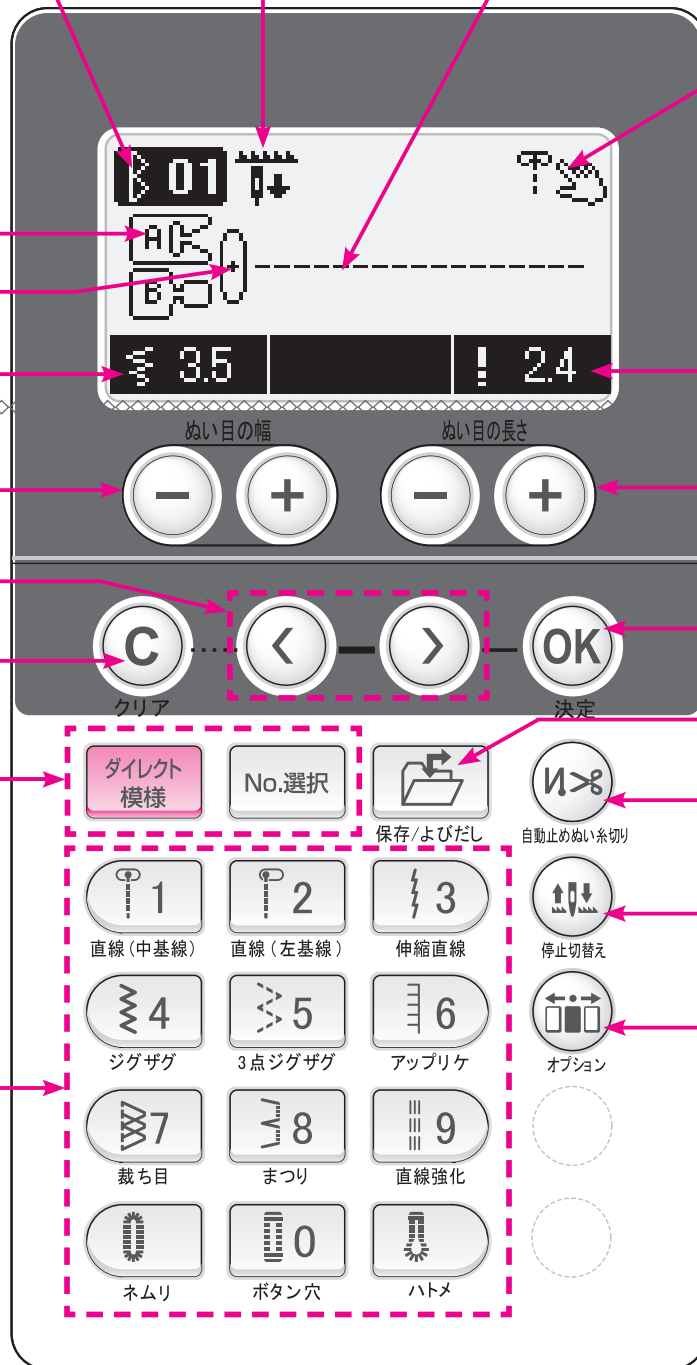 01
A
B
3.5 2.4
ぬい目の幅 ぬい目の長さ
− + − +
C < > OK
クリア 決定
ダイレクト
模様
No.選択
保存/よびだし 自動止めぬい糸切り
1 2 3
直線(中基線) 直線(左基線) 伸縮直線 停止切替え
4 5 6
ジグザグ 3点ジグザグ アップリケ オプション
7 8 9
裁ち目 まつり 直線強化
0
ネムリ ボタン穴 ハトメ